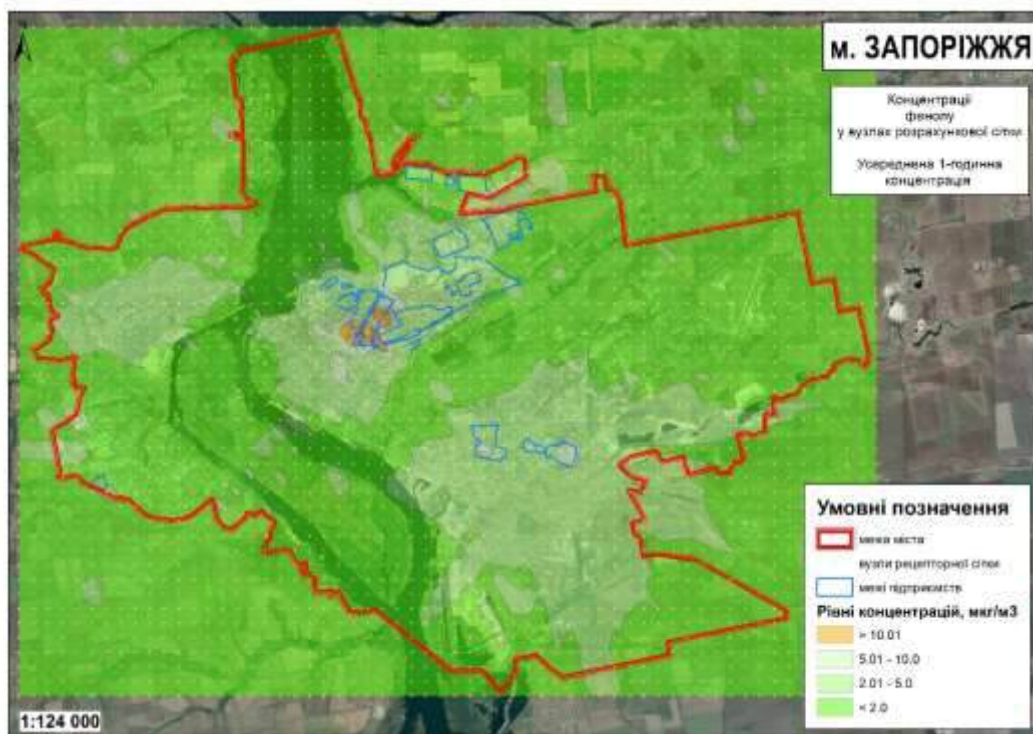 м. ЗАПОРІЖЖЯ
Концентрації
фенолу
у вузлах розрахункової сітки
Усереднена 1-годинна
концентрація
Умовні позначення
межа міста
вузли рецепторної сітки
межі підприємств
Рівні концентрацій, мкг/м3
> 10.01
5.01 - 10.0
2.01 - 5.0
< 2.0
1:124 000